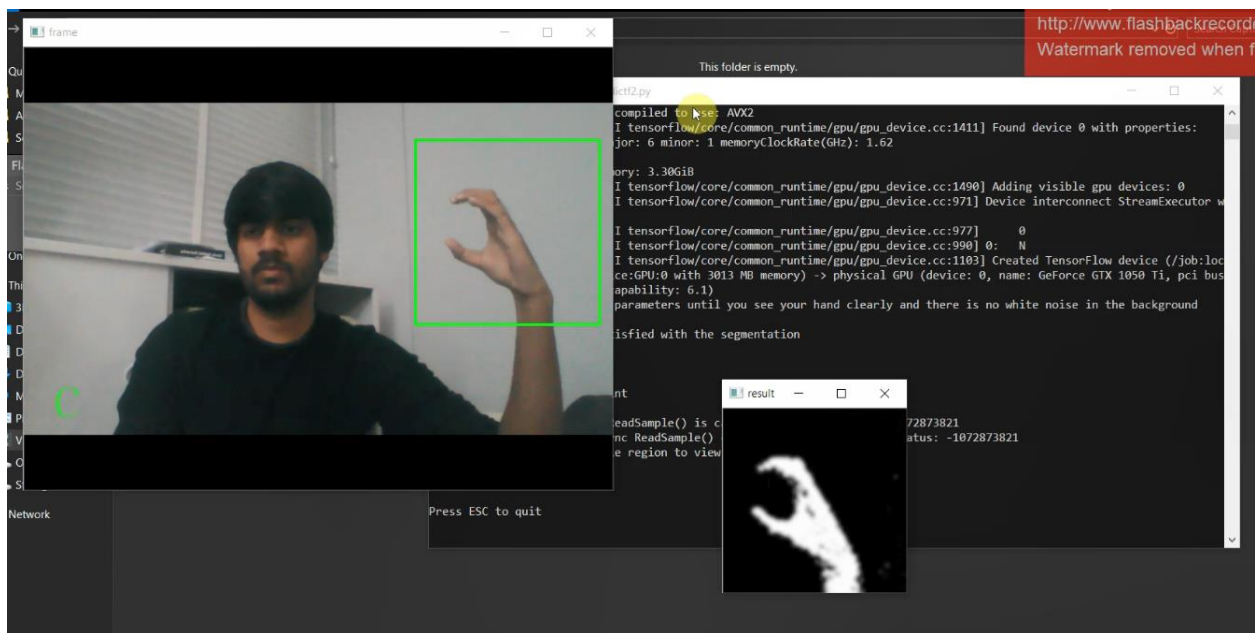 http://www.flashbackrecord
Watermark removed when f
frame
This folder is empty.
ictf2.py
compiled to use: AVX2
I tensorflow/core/common_runtime/gpu/gpu_device.cc:1411] Found device 0 with properties:
jor: 6 minor: 1 memoryClockRate(GHz): 1.62
ory: 3.30GiB
I tensorflow/core/common_runtime/gpu/gpu_device.cc:1490] Adding visible gpu devices: 0
I tensorflow/core/common_runtime/gpu/gpu_device.cc:971] Device interconnect StreamExecutor w
I tensorflow/core/common_runtime/gpu/gpu_device.cc:977] 0
I tensorflow/core/common_runtime/gpu/gpu_device.cc:990] 0: N
I tensorflow/core/common_runtime/gpu/gpu_device.cc:1103] Created TensorFlow device (/job:loc
ce:GPU:0 with 3013 MB memory) -> physical GPU (device: 0, name: GeForce GTX 1050 Ti, pci bus
apability: 6.1)
parameters until you see your hand clearly and there is no white noise in the background
isfied with the segmentation
nt
result
eadSample() is c 72873821
nc ReadSample() atus: -1072873821
e region to view
C
Network
Press ESC to quit